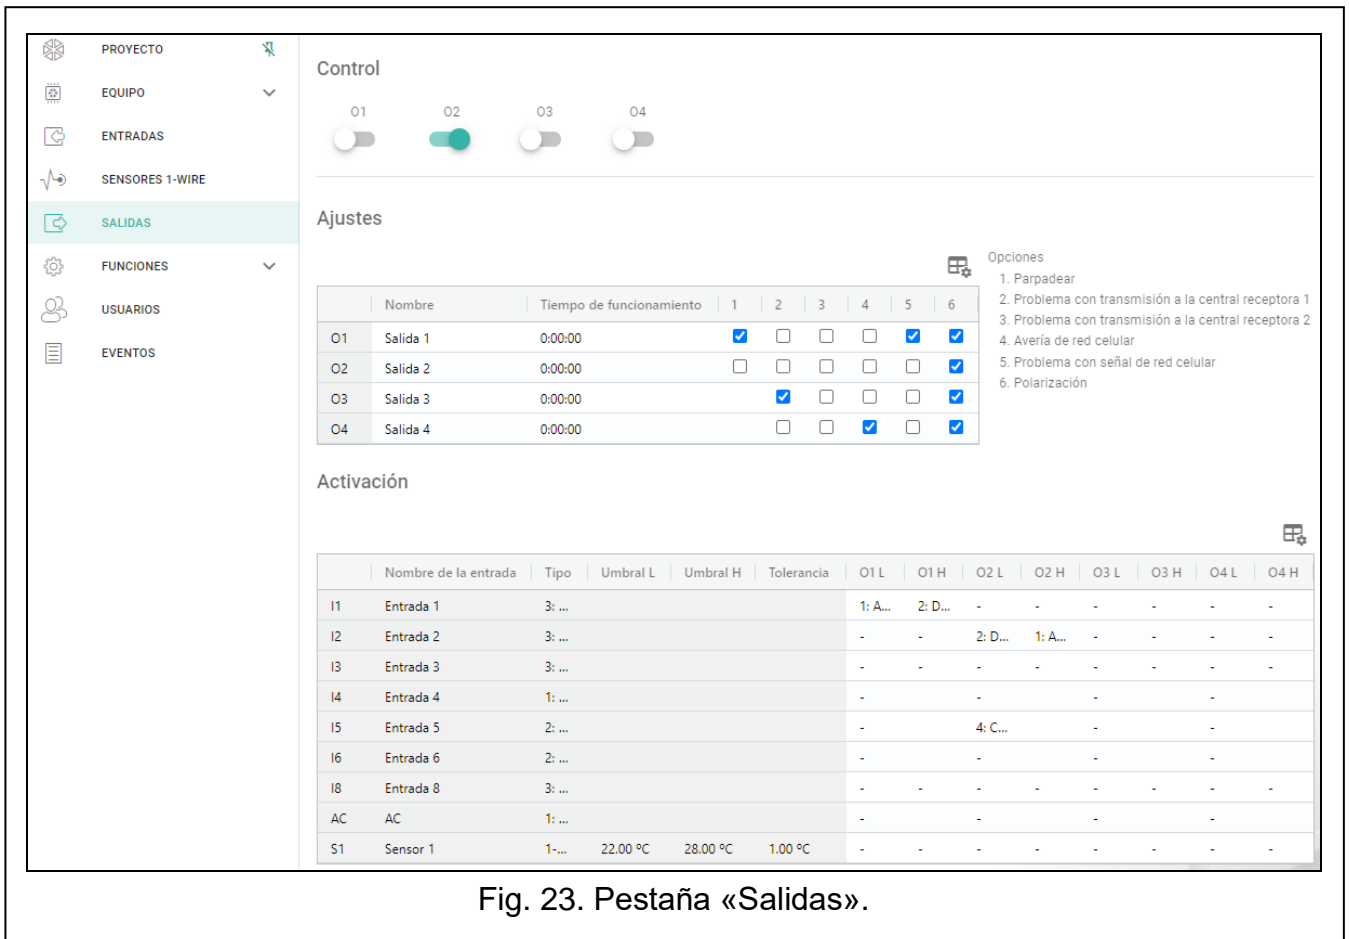 PROYECTO
EQUIPO
ENTRADAS
SENSORES 1-WIRE
SALIDAS
FUNCIONES
USUARIOS
EVENTOS
Control
O1 O2 O3 O4
Ajustes
Opciones
1. Parpadear
2. Problema con transmisión a la central receptora 1
3. Problema con transmisión a la central receptora 2
4. Avería de red celular
5. Problema con señal de red celular
6. Polarización
Nombre Tiempo de funcionamiento 1 2 3 4 5 6
O1 Salida 1 0:00:00
O2 Salida 2 0:00:00
O3 Salida 3 0:00:00
O4 Salida 4 0:00:00
Activación
Nombre de la entrada Tipo Umbral L Umbral H Tolerancia O1 L O1 H O2 L O2 H O3 L O3 H O4 L O4 H
I1 Entrada 1 3: ... 1: A... 2: D... - - - - - -
I2 Entrada 2 3: ... - - 2: D... 1: A... - - - -
I3 Entrada 3 3: ... - - - - - - - -
I4 Entrada 4 1: ... - - - -
I5 Entrada 5 2: ... - 4: C... - -
I6 Entrada 6 2: ... - - - -
I8 Entrada 8 3: ... - - - - - - - -
AC AC 1: ... - - - -
S1 Sensor 1 1-... 22.00 ºC 28.00 ºC 1.00 ºC - - - - - - - -
Fig. 23. Pestaña «Salidas».